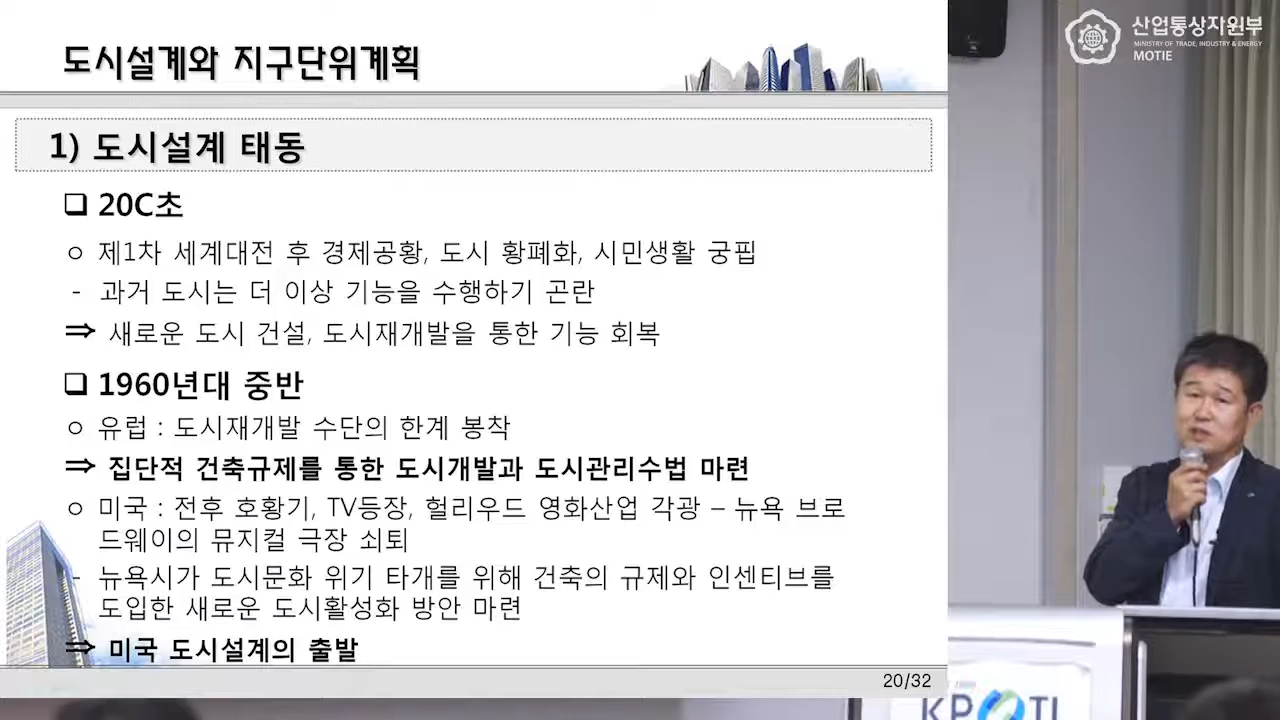 도시설계와 지구단위계획
1) 도시설계 태동
❑ 20C초
○ 제1차 세계대전 후 경제공황, 도시 황폐화, 시민생활 궁핍
- 과거 도시는 더 이상 기능을 수행하기 곤란
⇒ 새로운 도시 건설, 도시재개발을 통한 기능 회복
❑ 1960년대 중반
○ 유럽 : 도시재개발 수단의 한계 봉착
⇒ 집단적 건축규제를 통한 도시개발과 도시관리수법 마련
○ 미국 : 전후 호황기, TV등장, 헐리우드 영화산업 각광 – 뉴욕 브로
드웨이의 뮤지컬 극장 쇠퇴
- 뉴욕시가 도시문화 위기 타개를 위해 건축의 규제와 인센티브를
도입한 새로운 도시활성화 방안 마련
⇒ 미국 도시설계의 출발
20/32
산업통상자원부
MINISTRY OF TRADE, INDUSTRY & ENERGY
MOTIE